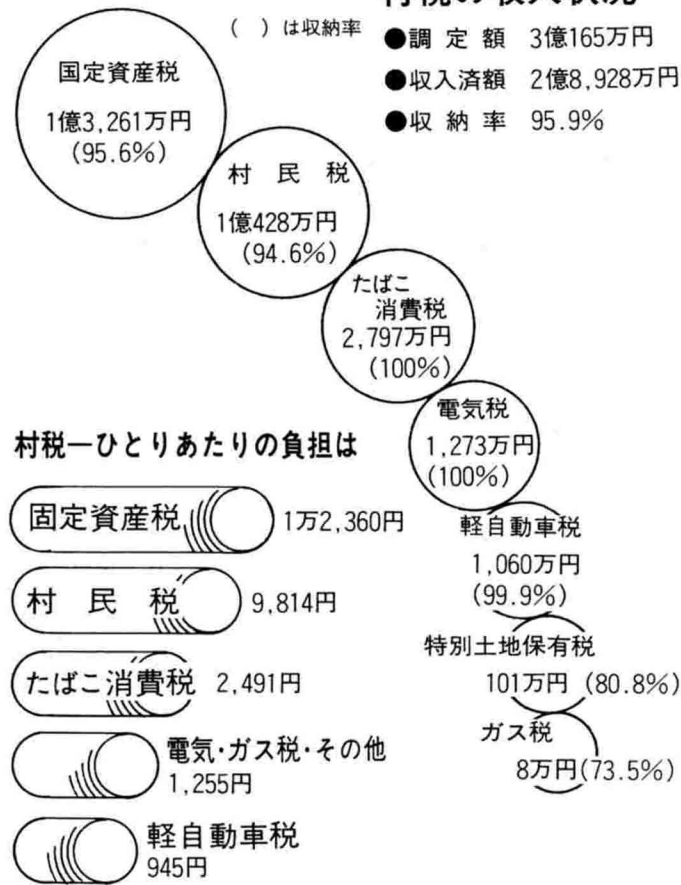 ( )は収納率
●調定額 3億165万円
●収入済額 2億8,928万円
●収納率 95.9%
国定資産税
1億3,261万円
(95.6%)
村民税
1億428万円
(94.6%)
たばこ
消費税
2,797万円
(100%)
電気税
1,273万円
(100%)
軽自動車税
1,060万円
(99.9%)
特別土地保有税
101万円 (80.8%)
ガス税
8万円(73.5%)
村税―ひとりあたりの負担は
固定資産税 1万2,360円
村民税 9,814円
たばこ消費税 2,491円
電気・ガス税・その他
1,255円
軽自動車税
945円